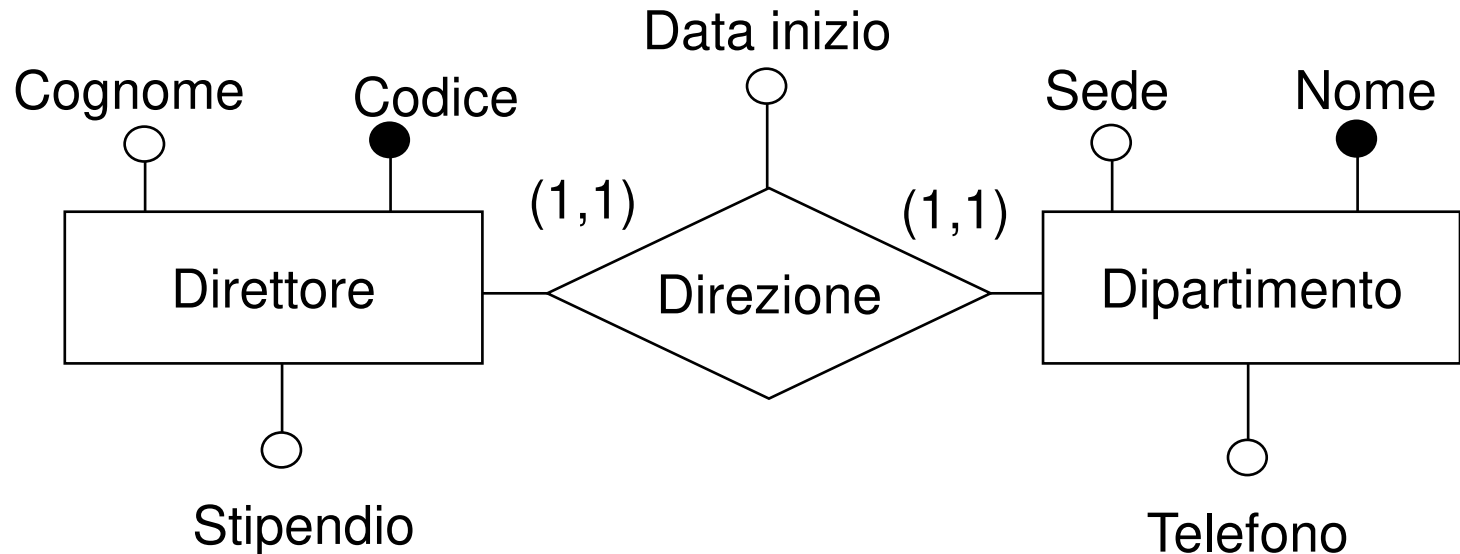 Data inizio
Cognome
Codice
Sede
Nome
(1,1)
(1,1)
Direttore
Direzione
Dipartimento
Stipendio
Telefono